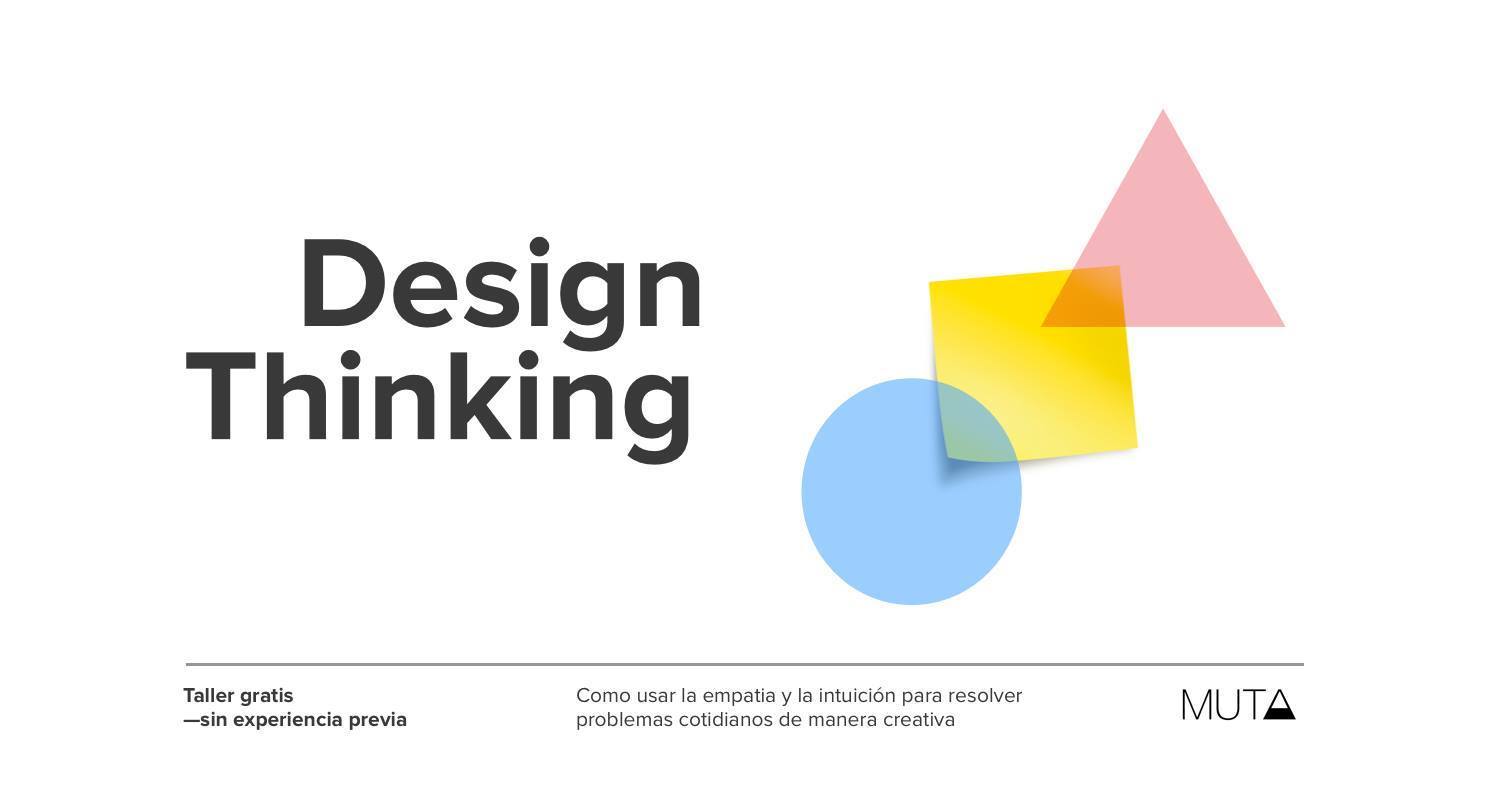 Design
Thinking
Taller gratis
—sin experiencia previa
Como usar la empatia y la intuición para resolver
problemas cotidianos de manera creativa
MUTA